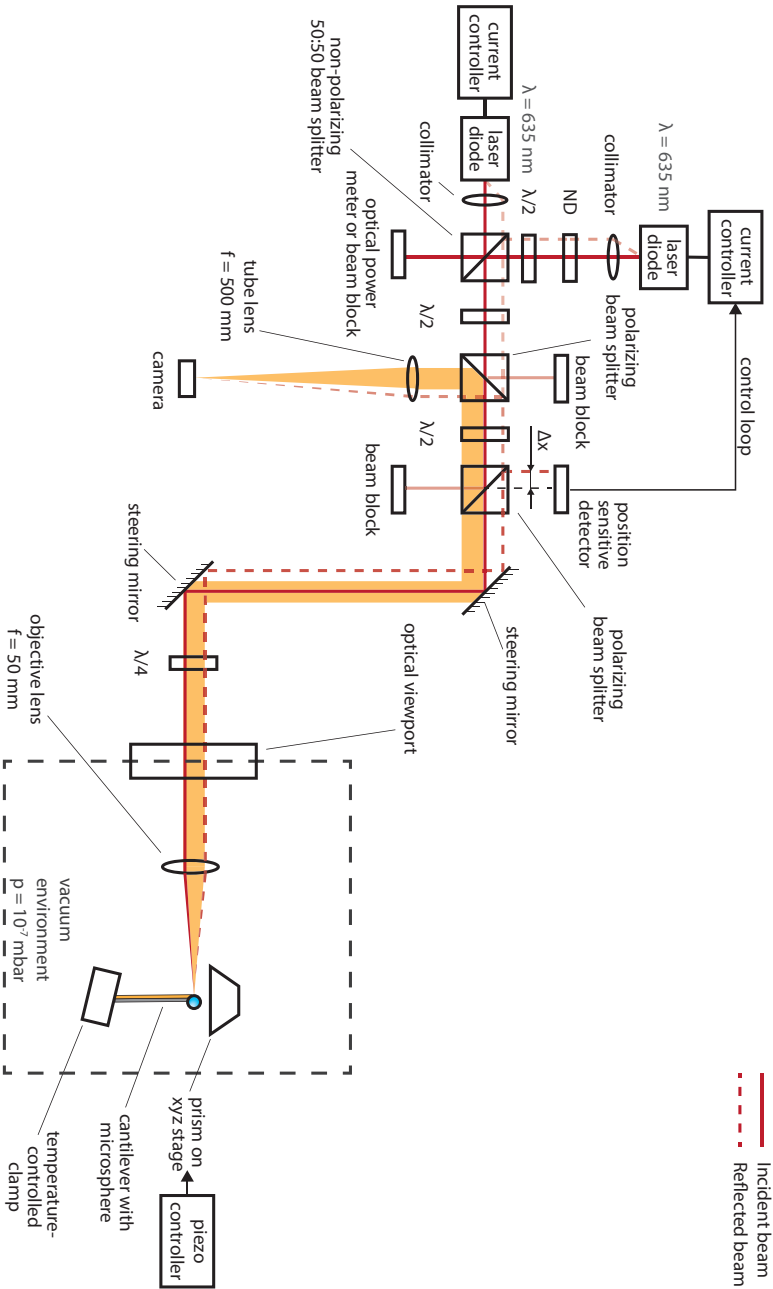 current
controller
laser
diode
λ = 635 nm
collimator
non-polarizing
50:50 beam splitter
current
controller
laser
diode
λ = 635 nm
collimator
ND
λ/2
optical power
meter or beam block
λ/2
control loop
polarizing
beam splitter
beam block
tube lens
f = 500 mm
camera
λ/2
Δx
beam block
position
sensitive
detector
polarizing
beam splitter
steering mirror
steering mirror
λ/4
optical viewport
objective lens
f = 50 mm
vacuum
environment
p = 10⁻⁷ mbar
prism on
xyz stage
piezo
controller
cantilever with
microsphere
temperature-
controlled
clamp
Incident beam
Reflected beam